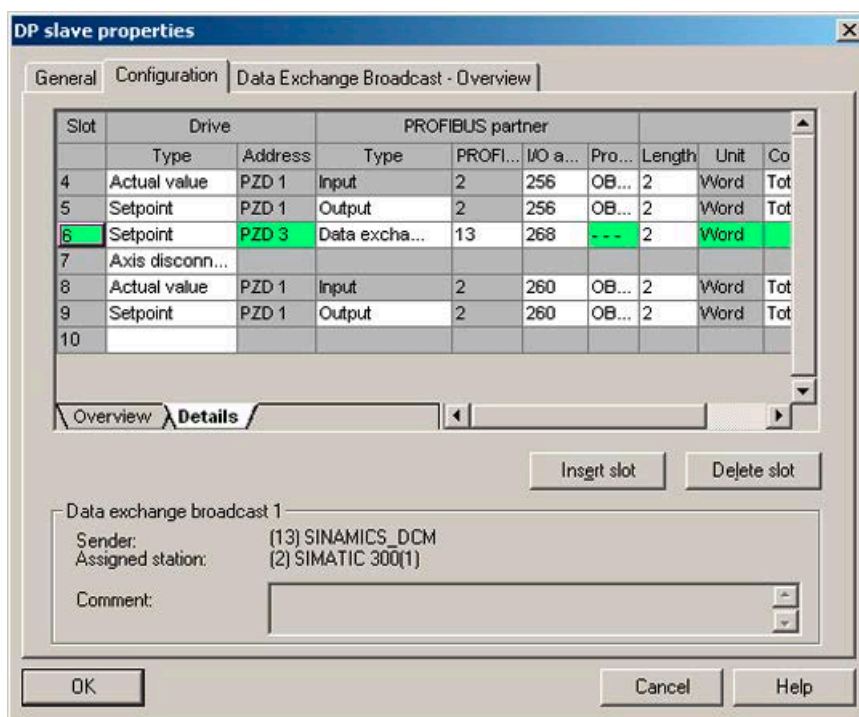 DP slave properties
General Configuration Data Exchange Broadcast - Overview
Slot Drive PROFIBUS partner
Type Address Type PROFI... I/O a... Pro... Length Unit Co
4 Actual value PZD 1 Input 2 256 OB... 2 Word Tot
5 Setpoint PZD 1 Output 2 256 OB... 2 Word Tot
6 Setpoint PZD 3 Data excha... 13 268 - - - 2 Word
7 Axis disconn...
8 Actual value PZD 1 Input 2 260 OB... 2 Word Tot
9 Setpoint PZD 1 Output 2 260 OB... 2 Word Tot
10
Overview Details
Insert slot Delete slot
Data exchange broadcast 1
Sender: (13) SINAMICS_DCM
Assigned station: (2) SIMATIC 300(1)
Comment:
OK Cancel Help